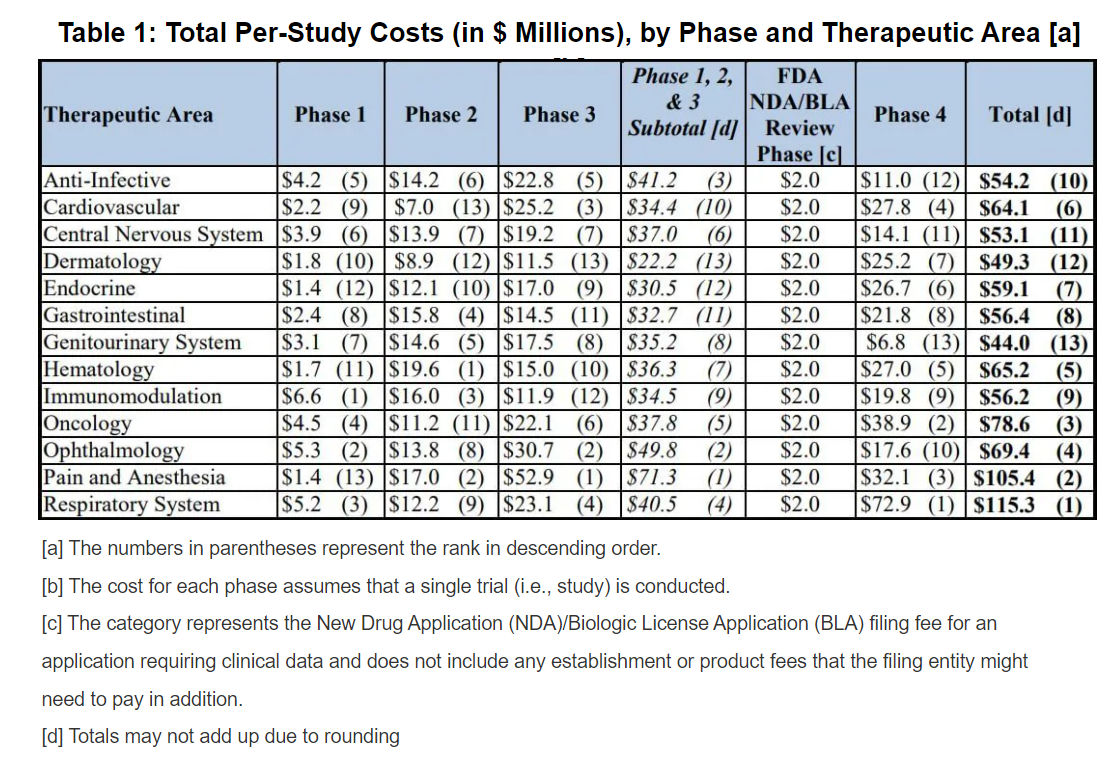 Table 1: Total Per-Study Costs (in $ Millions), by Phase and Therapeutic Area [a]
Therapeutic Area Phase 1 Phase 2 Phase 3 Phase 1, 2, & 3 Subtotal [d] FDA NDA/BLA Review Phase [c] Phase 4 Total [d]
Anti-Infective $4.2 (5) $14.2 (6) $22.8 (5) $41.2 (3) $2.0 $11.0 (12) $54.2 (10)
Cardiovascular $2.2 (9) $7.0 (13) $25.2 (3) $34.4 (10) $2.0 $27.8 (4) $64.1 (6)
Central Nervous System $3.9 (6) $13.9 (7) $19.2 (7) $37.0 (6) $2.0 $14.1 (11) $53.1 (11)
Dermatology $1.8 (10) $8.9 (12) $11.5 (13) $22.2 (13) $2.0 $25.2 (7) $49.3 (12)
Endocrine $1.4 (12) $12.1 (10) $17.0 (9) $30.5 (12) $2.0 $26.7 (6) $59.1 (7)
Gastrointestinal $2.4 (8) $15.8 (4) $14.5 (11) $32.7 (11) $2.0 $21.8 (8) $56.4 (8)
Genitourinary System $3.1 (7) $14.6 (5) $17.5 (8) $35.2 (8) $2.0 $6.8 (13) $44.0 (13)
Hematology $1.7 (11) $19.6 (1) $15.0 (10) $36.3 (7) $2.0 $27.0 (5) $65.2 (5)
Immunomodulation $6.6 (1) $16.0 (3) $11.9 (12) $34.5 (9) $2.0 $19.8 (9) $56.2 (9)
Oncology $4.5 (4) $11.2 (11) $22.1 (6) $37.8 (5) $2.0 $38.9 (2) $78.6 (3)
Ophthalmology $5.3 (2) $13.8 (8) $30.7 (2) $49.8 (2) $2.0 $17.6 (10) $69.4 (4)
Pain and Anesthesia $1.4 (13) $17.0 (2) $52.9 (1) $71.3 (1) $2.0 $32.1 (3) $105.4 (2)
Respiratory System $5.2 (3) $12.2 (9) $23.1 (4) $40.5 (4) $2.0 $72.9 (1) $115.3 (1)
[a] The numbers in parentheses represent the rank in descending order.
[b] The cost for each phase assumes that a single trial (i.e., study) is conducted.
[c] The category represents the New Drug Application (NDA)/Biologic License Application (BLA) filing fee for an
application requiring clinical data and does not include any establishment or product fees that the filing entity might
need to pay in addition.
[d] Totals may not add up due to rounding